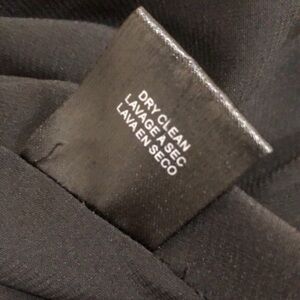 DRY CLEAN
LAVAGE A SEC
LAVA EN SECO